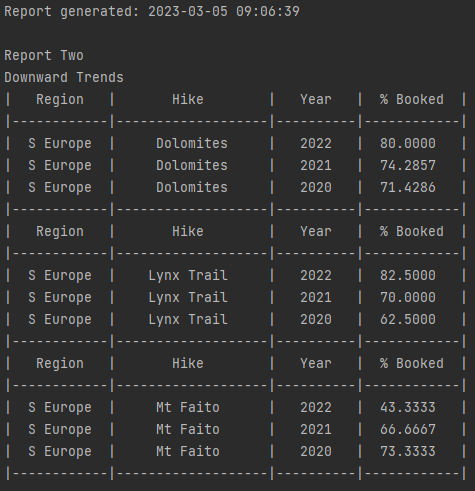 Report generated: 2023-03-05 09:06:39
Report Two
Downward Trends
|   Region   |       Hike        |   Year   |  % Booked  |
|------------|-------------------|----------|------------|
|  S Europe  |     Dolomites     |   2022   |  80.0000   |
|  S Europe  |     Dolomites     |   2021   |  74.2857   |
|  S Europe  |     Dolomites     |   2020   |  71.4286   |
|------------|-------------------|----------|------------|
|   Region   |       Hike        |   Year   |  % Booked  |
|------------|-------------------|----------|------------|
|  S Europe  |    Lynx Trail     |   2022   |  82.5000   |
|  S Europe  |    Lynx Trail     |   2021   |  70.0000   |
|  S Europe  |    Lynx Trail     |   2020   |  62.5000   |
|------------|-------------------|----------|------------|
|   Region   |       Hike        |   Year   |  % Booked  |
|------------|-------------------|----------|------------|
|  S Europe  |     Mt Faito      |   2022   |  43.3333   |
|  S Europe  |     Mt Faito      |   2021   |  66.6667   |
|  S Europe  |     Mt Faito      |   2020   |  73.3333   |
|------------|-------------------|----------|------------|